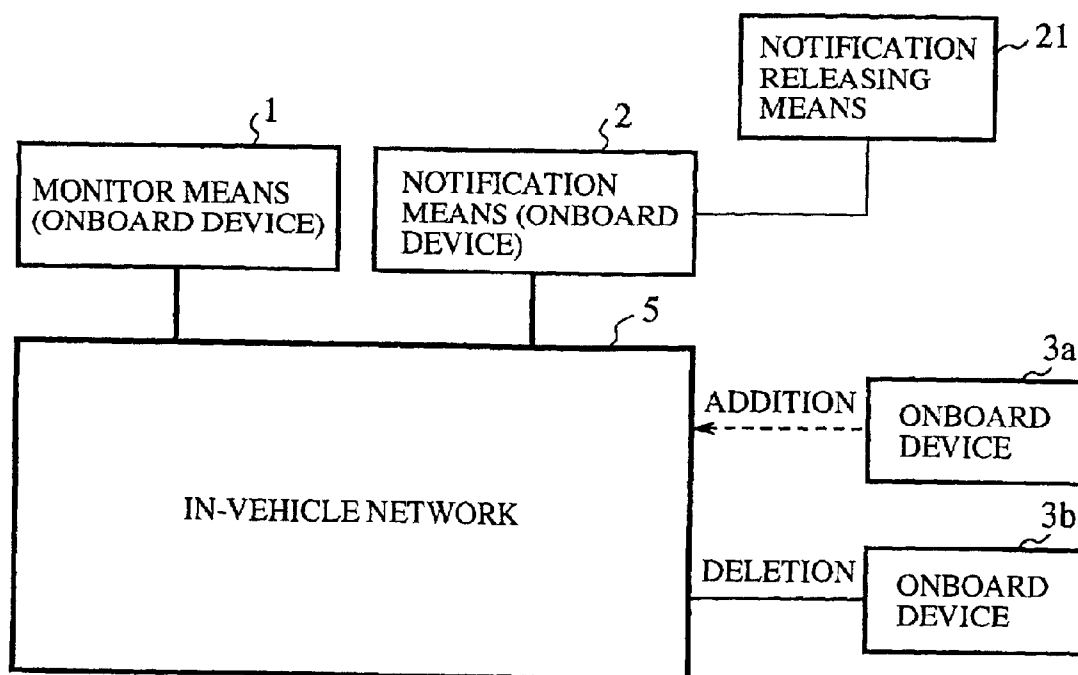 NOTIFICATION
RELEASING
MEANS
21
1
2
MONITOR MEANS
(ONBOARD DEVICE)
NOTIFICATION
MEANS (ONBOARD
DEVICE)
5
3a
ADDITION
ONBOARD
DEVICE
IN-VEHICLE NETWORK
3b
DELETION
ONBOARD
DEVICE